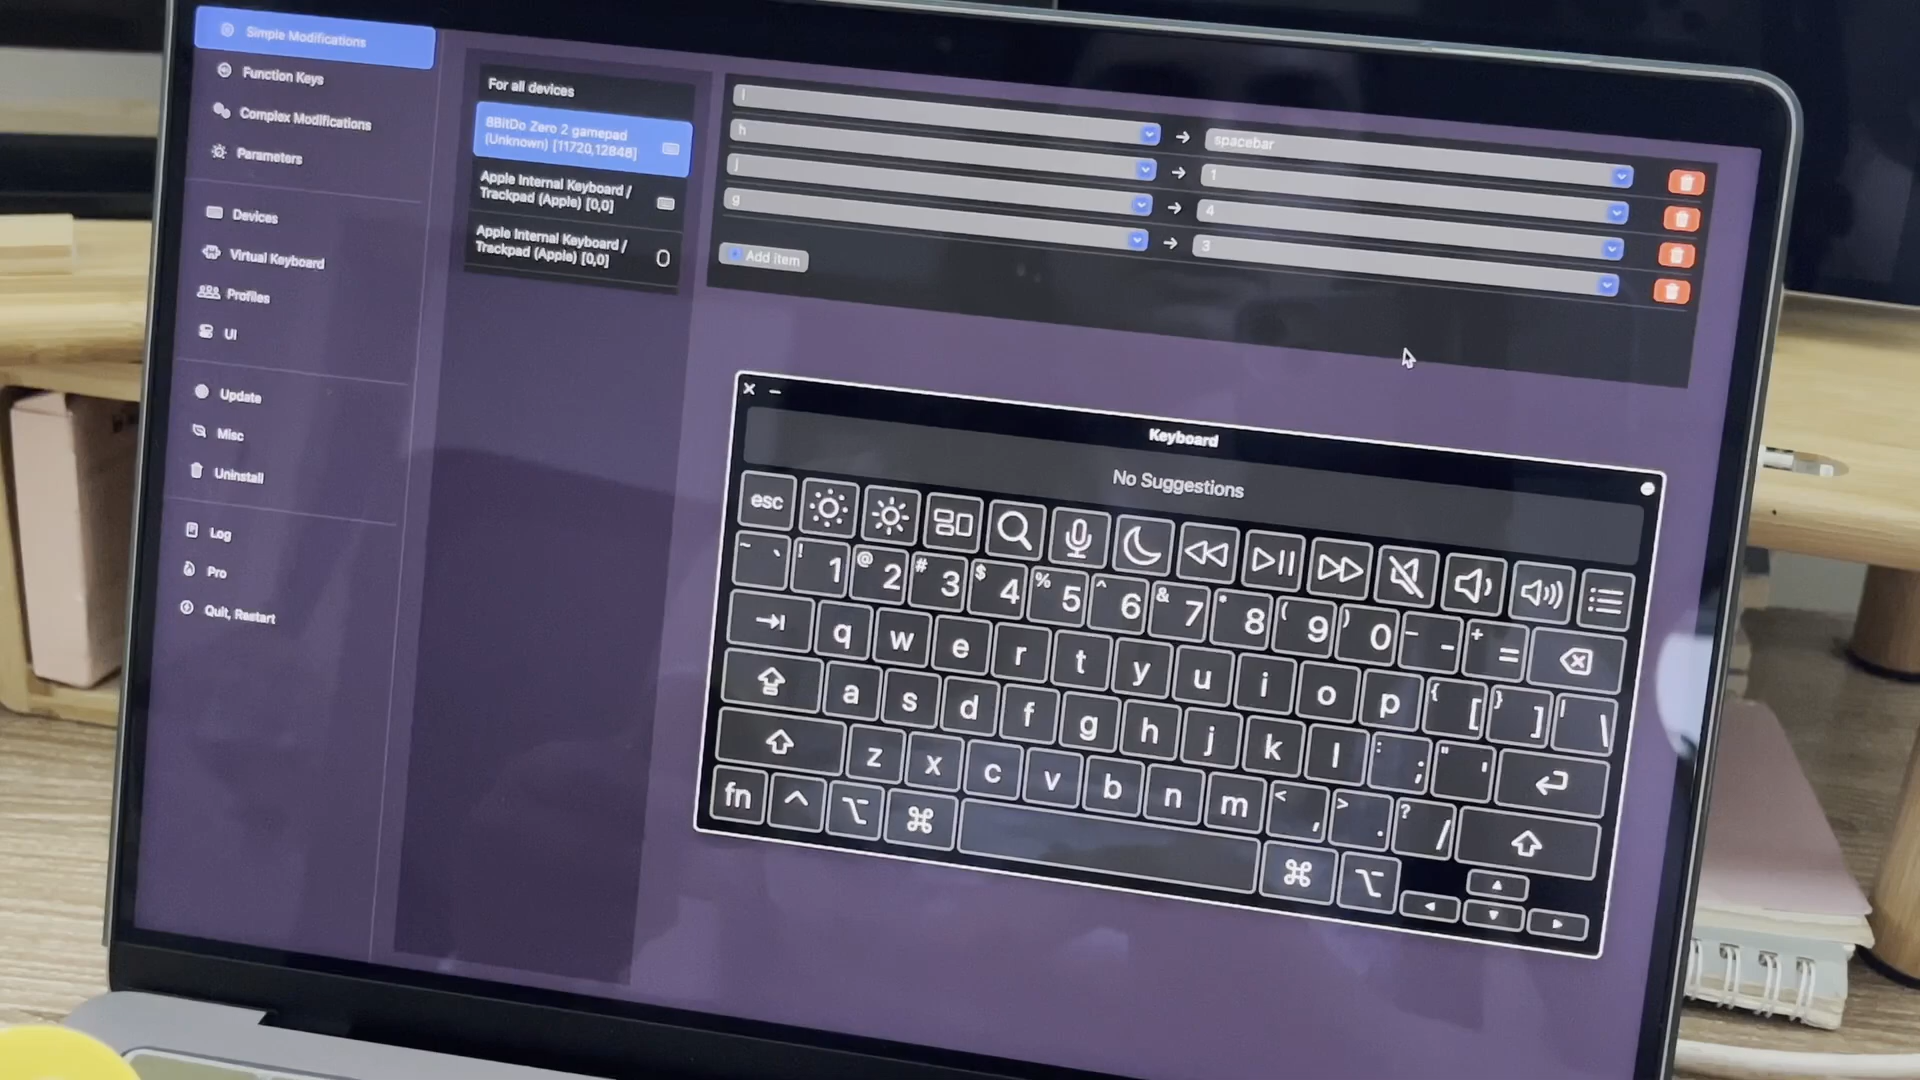 Simple Modifications
Function Keys
Complex Modifications
Parameters
Devices
Virtual Keyboard
Profiles
UI
Update
Misc
Uninstall
Log
Pro
Quit, Restart
For all devices
8BitDo Zero 2 gamepad
(Unknown) [11720,12848]
Apple Internal Keyboard /
Trackpad (Apple) [0,0]
Apple Internal Keyboard /
Trackpad (Apple) [0,0]
→ spacebar
h → 1
j → 4
g → 3
Add item
Keyboard
No Suggestions
esc
~ ` ! 1 @ 2 # 3 $ 4 % 5 ^ 6 & 7 * 8 ( 9 ) 0 - + =
q w e r t y u i o p { [ } ] \
a s d f g h j k l : ; " '
z x c v b n m < , > . ? /
fn ^ ⌥ ⌘ ⌘ ⌥